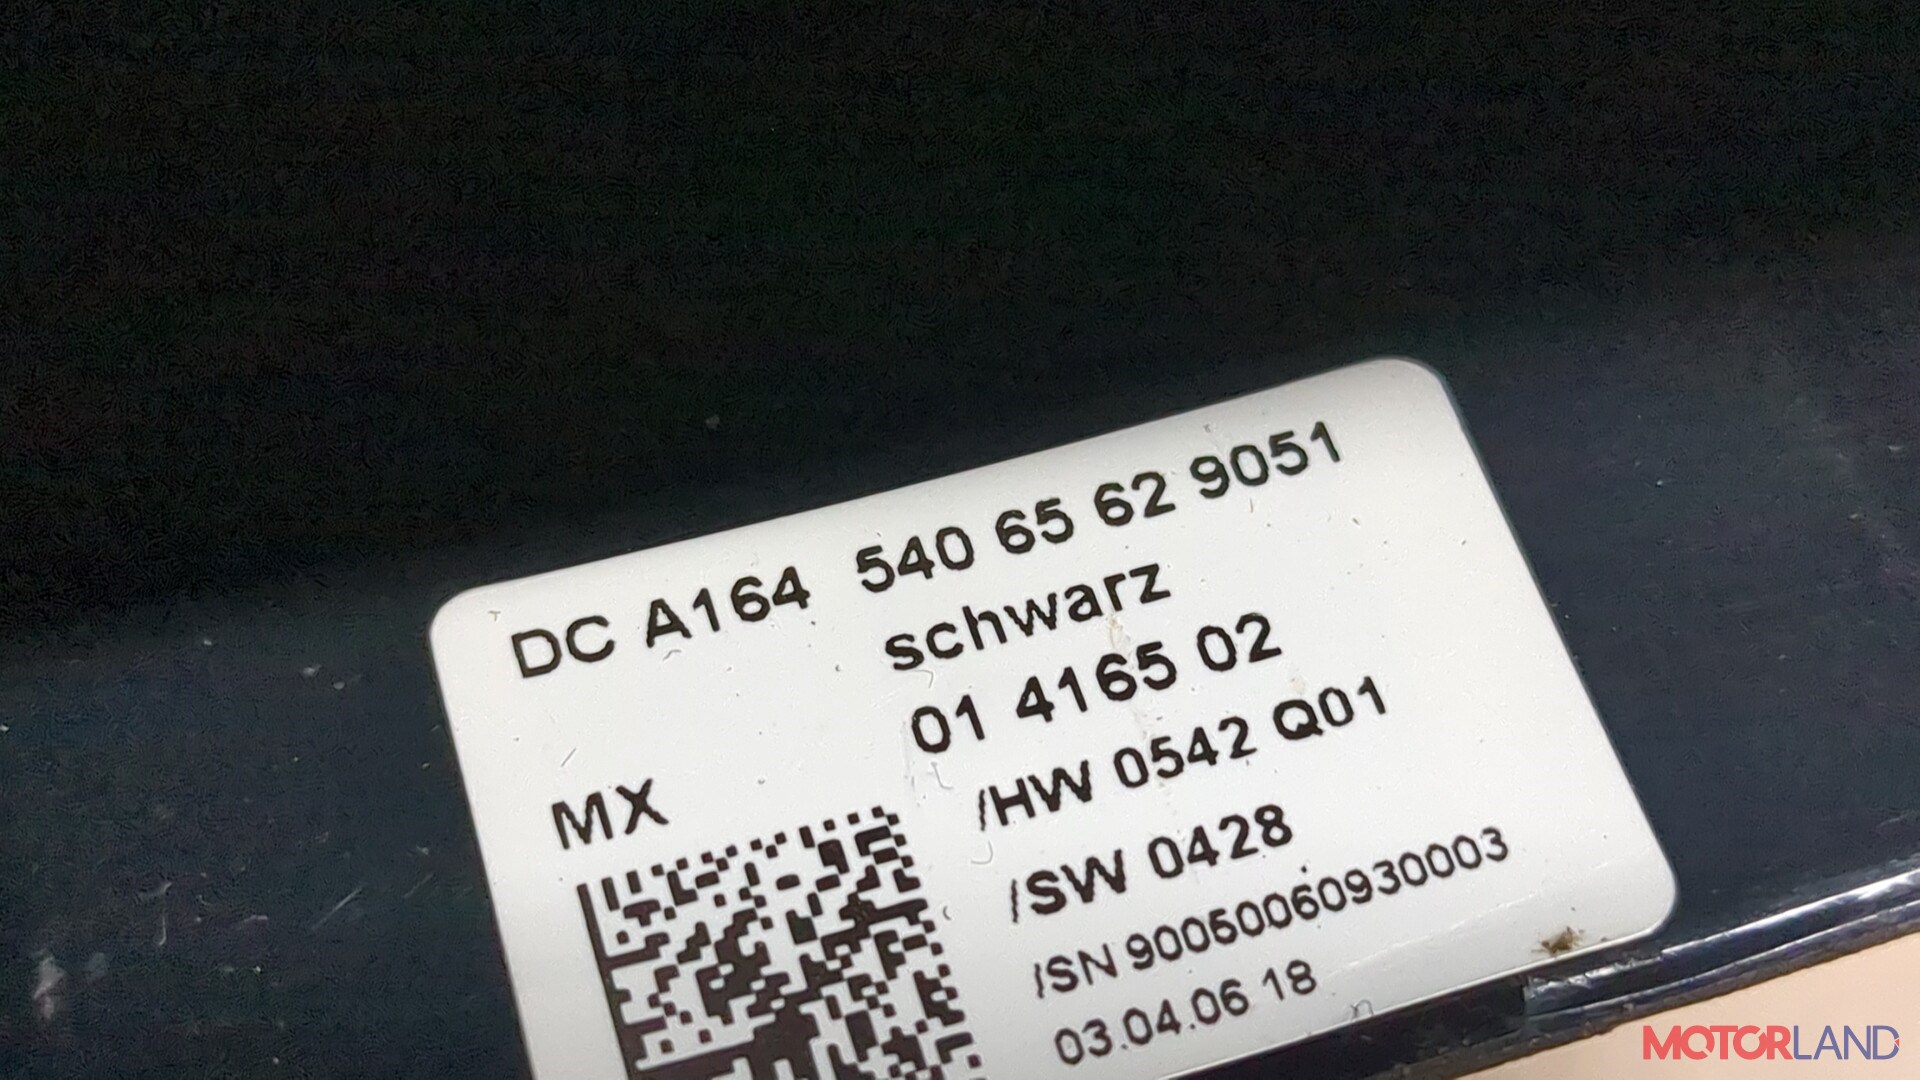 DC A164 540 65 62 9051
schwarz
01 4165 02
MX
/HW 0542 Q01
/SW 0428
/SN 90050060930003
03.04.06 18
MOTORLAND